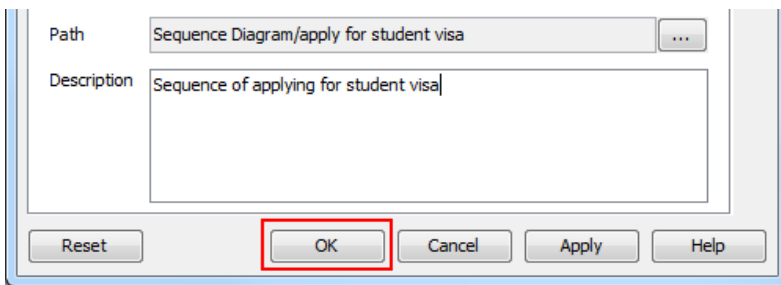 Path Sequence Diagram/apply for student visa ...
Description Sequence of applying for student visa
Reset OK Cancel Apply Help